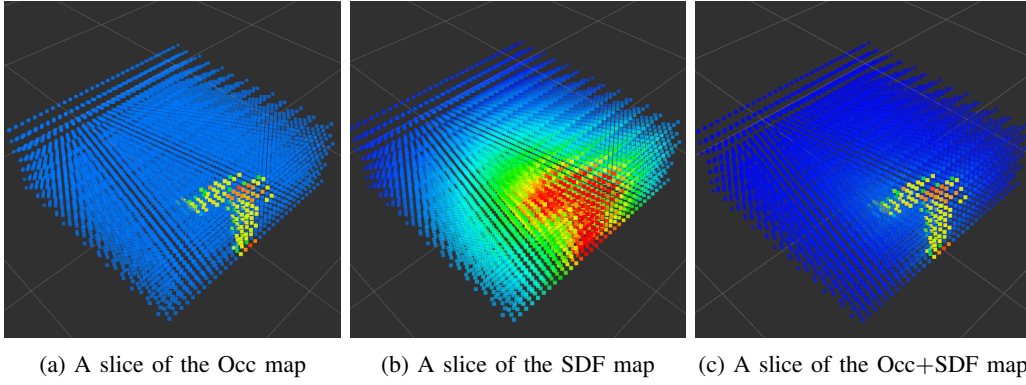 (a) A slice of the Occ map
(b) A slice of the SDF map
(c) A slice of the Occ+SDF map